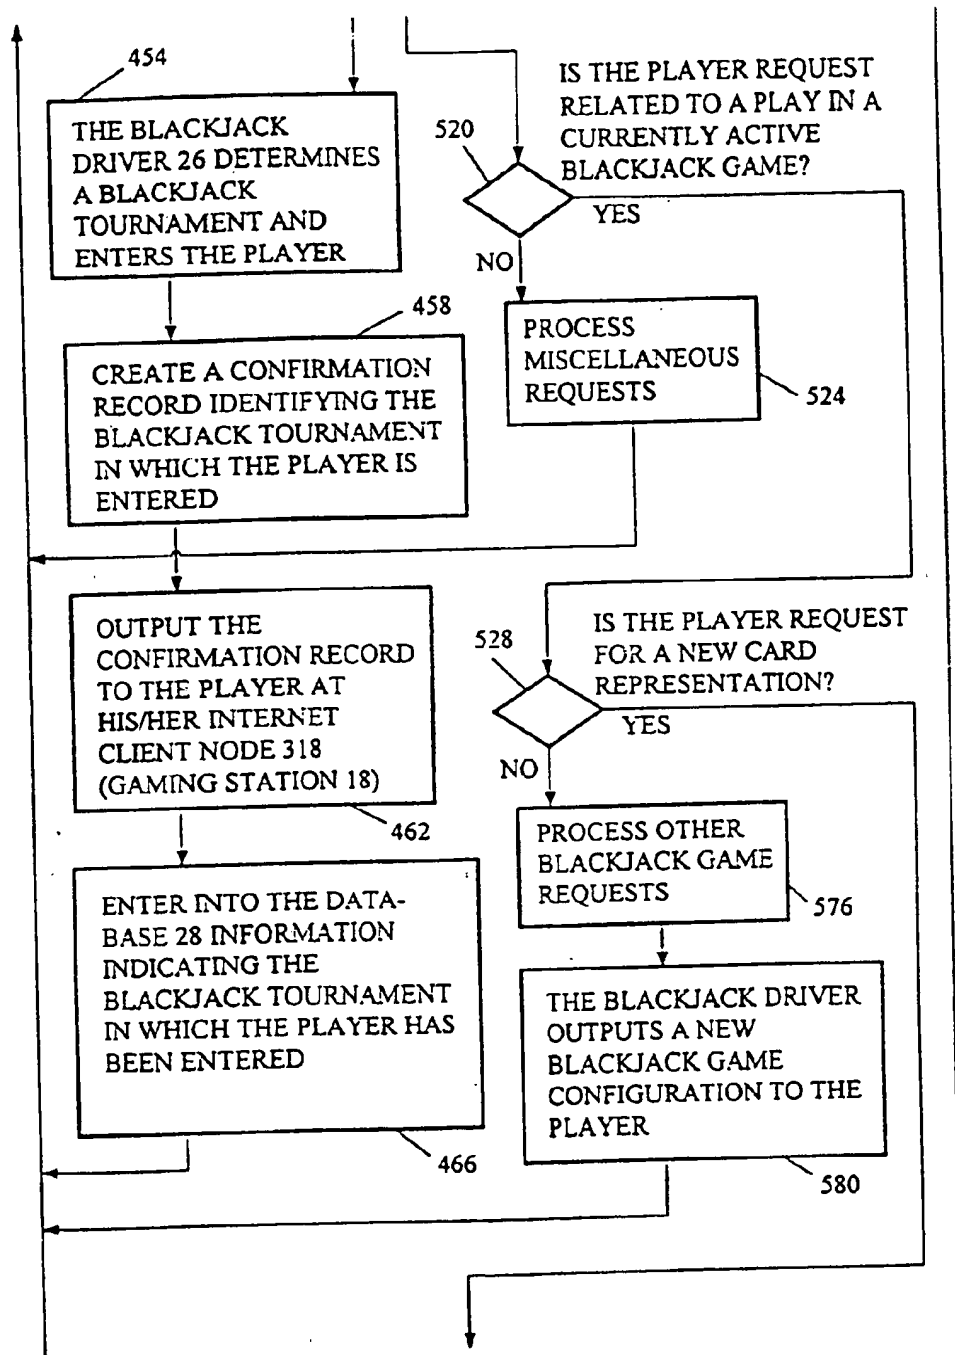 454
THE BLACKJACK
DRIVER 26 DETERMINES
A BLACKJACK
TOURNAMENT AND
ENTERS THE PLAYER
458
CREATE A CONFIRMATION
RECORD IDENTIFYING THE
BLACKJACK TOURNAMENT
IN WHICH THE PLAYER IS
ENTERED
OUTPUT THE
CONFIRMATION RECORD
TO THE PLAYER AT
HIS/HER INTERNET
CLIENT NODE 318
(GAMING STATION 18)
462
ENTER INTO THE DATA-
BASE 28 INFORMATION
INDICATING THE
BLACKJACK TOURNAMENT
IN WHICH THE PLAYER HAS
BEEN ENTERED
466
IS THE PLAYER REQUEST
RELATED TO A PLAY IN A
CURRENTLY ACTIVE
BLACKJACK GAME?
520
YES
NO
PROCESS
MISCELLANEOUS
REQUESTS
524
IS THE PLAYER REQUEST
FOR A NEW CARD
REPRESENTATION?
528
YES
NO
PROCESS OTHER
BLACKJACK GAME
REQUESTS
576
THE BLACKJACK DRIVER
OUTPUTS A NEW
BLACKJACK GAME
CONFIGURATION TO THE
PLAYER
580